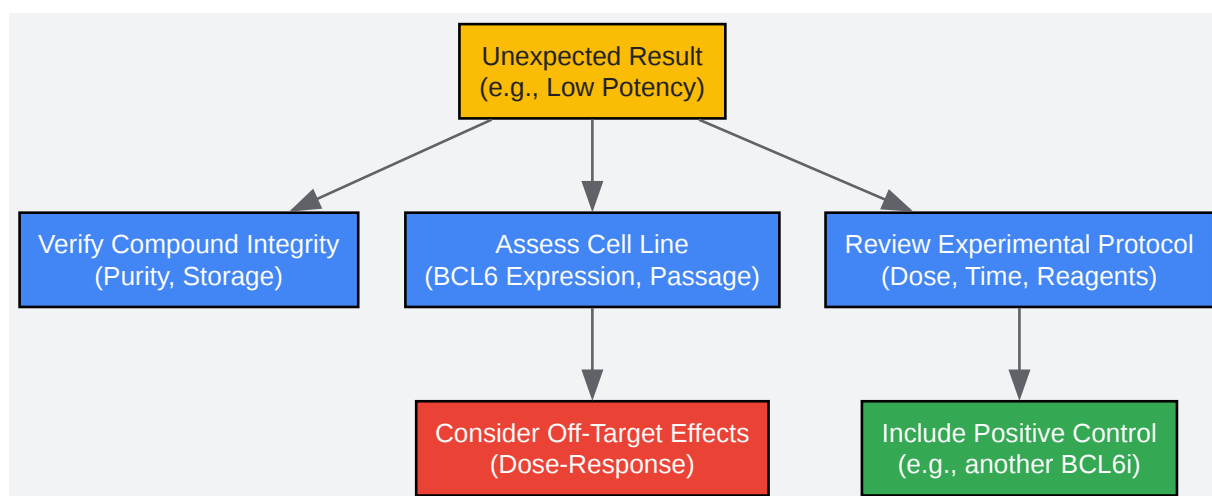 Unexpected Result
(e.g., Low Potency)
Verify Compound Integrity
(Purity, Storage)
Assess Cell Line
(BCL6 Expression, Passage)
Review Experimental Protocol
(Dose, Time, Reagents)
Consider Off-Target Effects
(Dose-Response)
Include Positive Control
(e.g., another BCL6i)